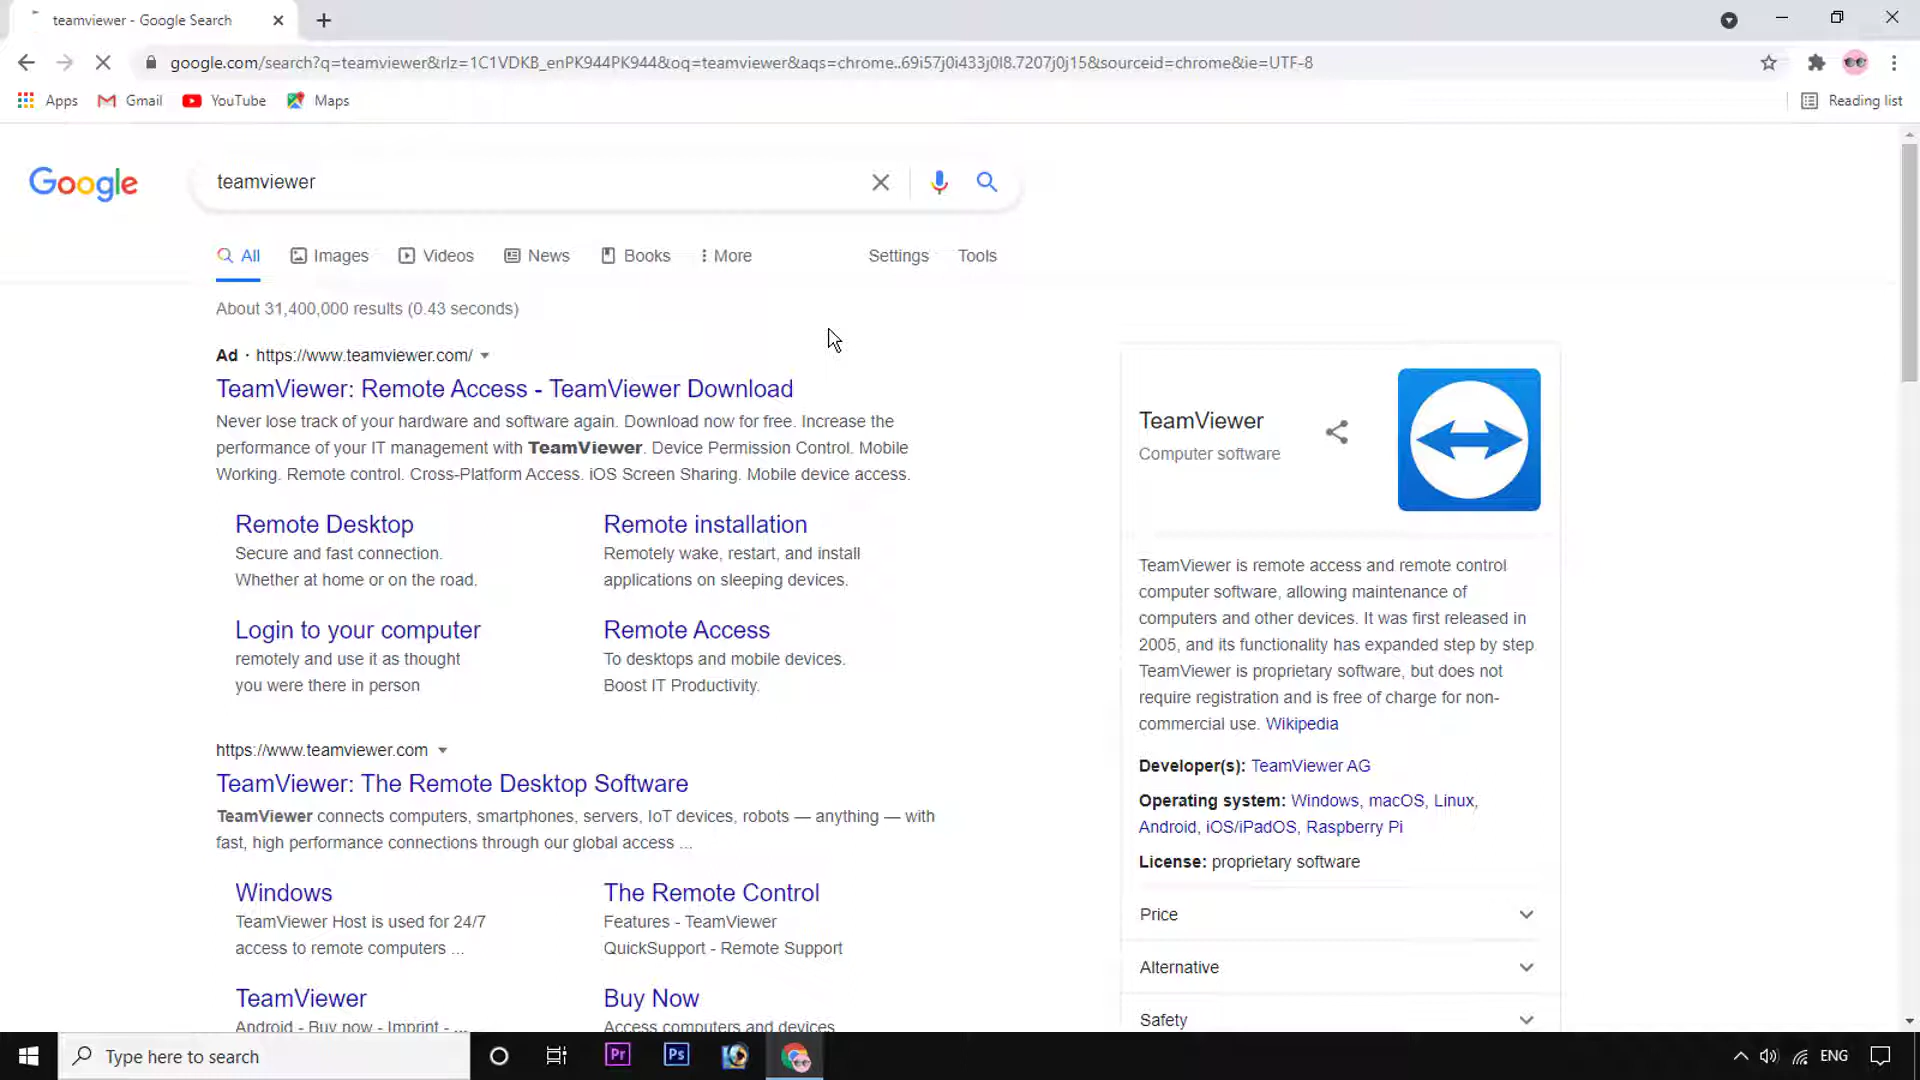 teamviewer - Google Search
google.com/search?q=teamviewer&rlz=1C1VDKB_enPK944PK944&oq=teamviewer&aqs=chrome..69i57j0i433j0l8.7207j0j15&sourceid=chrome&ie=UTF-8
Apps Gmail YouTube Maps Reading list
Google teamviewer
All Images Videos News Books More Settings Tools
About 31,400,000 results (0.43 seconds)
Ad · https://www.teamviewer.com/
TeamViewer: Remote Access - TeamViewer Download
Never lose track of your hardware and software again. Download now for free. Increase the
performance of your IT management with TeamViewer. Device Permission Control. Mobile
Working. Remote control. Cross-Platform Access. iOS Screen Sharing. Mobile device access.
Remote Desktop
Secure and fast connection.
Whether at home or on the road.
Remote installation
Remotely wake, restart, and install
applications on sleeping devices.
Login to your computer
remotely and use it as thought
you were there in person
Remote Access
To desktops and mobile devices.
Boost IT Productivity.
https://www.teamviewer.com
TeamViewer: The Remote Desktop Software
TeamViewer connects computers, smartphones, servers, IoT devices, robots — anything — with
fast, high performance connections through our global access ...
Windows
TeamViewer Host is used for 24/7
access to remote computers ...
The Remote Control
Features - TeamViewer
QuickSupport - Remote Support
TeamViewer
Android - Buy now - Imprint - ...
Buy Now
Access computers and devices
TeamViewer
Computer software
TeamViewer is remote access and remote control
computer software, allowing maintenance of
computers and other devices. It was first released in
2005, and its functionality has expanded step by step.
TeamViewer is proprietary software, but does not
require registration and is free of charge for non-
commercial use. Wikipedia
Developer(s): TeamViewer AG
Operating system: Windows, macOS, Linux,
Android, iOS/iPadOS, Raspberry Pi
License: proprietary software
Price
Alternative
Safety
Type here to search
Pr
Ps
ENG